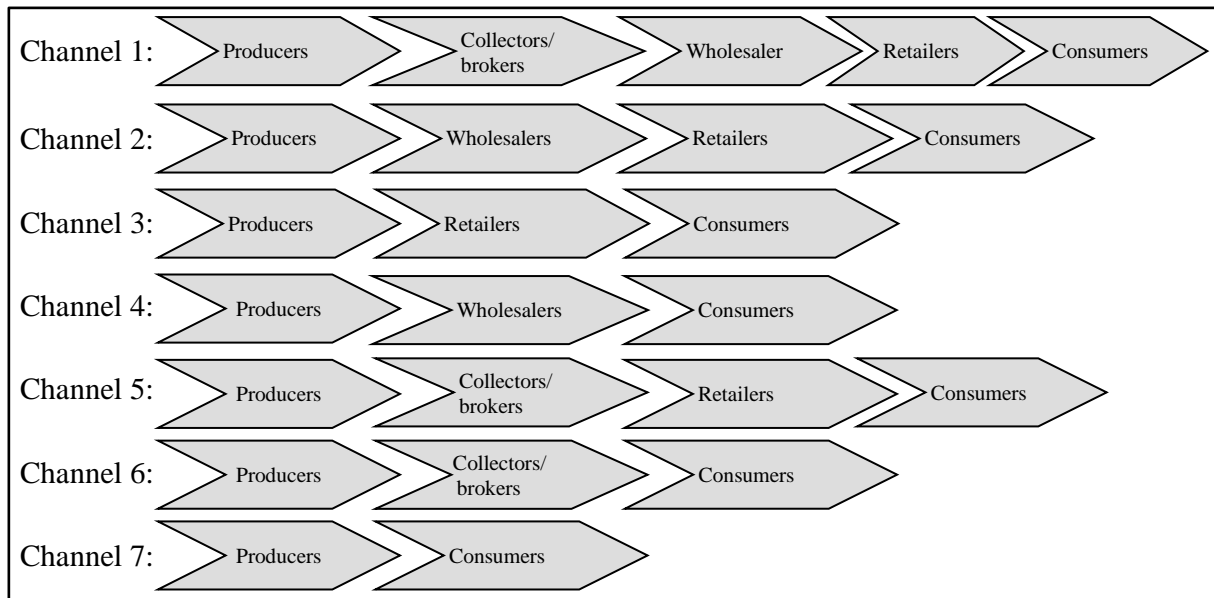 Channel 1: Producers Collectors/ brokers Wholesaler Retailers Consumers
Channel 2: Producers Wholesalers Retailers Consumers
Channel 3: Producers Retailers Consumers
Channel 4: Producers Wholesalers Consumers
Channel 5: Producers Collectors/ brokers Retailers Consumers
Channel 6: Producers Collectors/ brokers Consumers
Channel 7: Producers Consumers